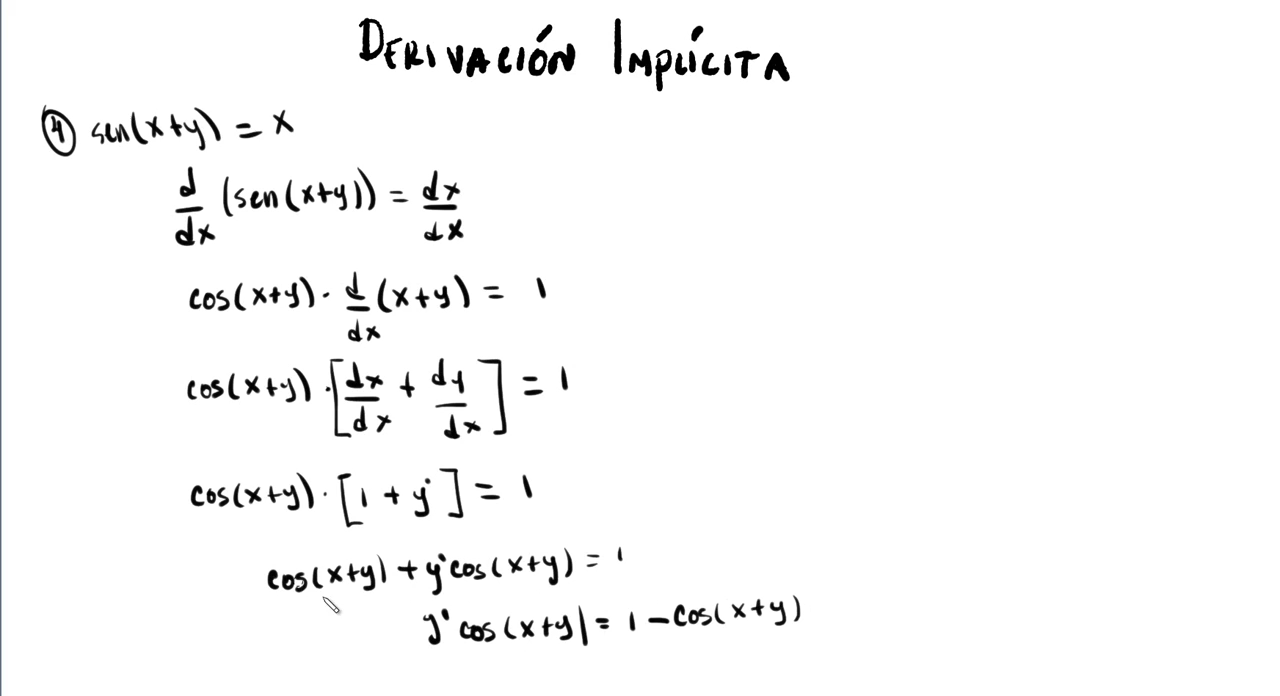 DERIVACIÓN IMPLÍCITA
④ sen(x+y) = x
d/dx (sen(x+y)) = dx/dx
cos(x+y) · d/dx (x+y) = 1
cos(x+y) · [dx/dx + dy/dx] = 1
cos(x+y) · [1 + y'] = 1
cos(x+y) + y' cos(x+y) = 1
y' cos(x+y) = 1 - cos(x+y)